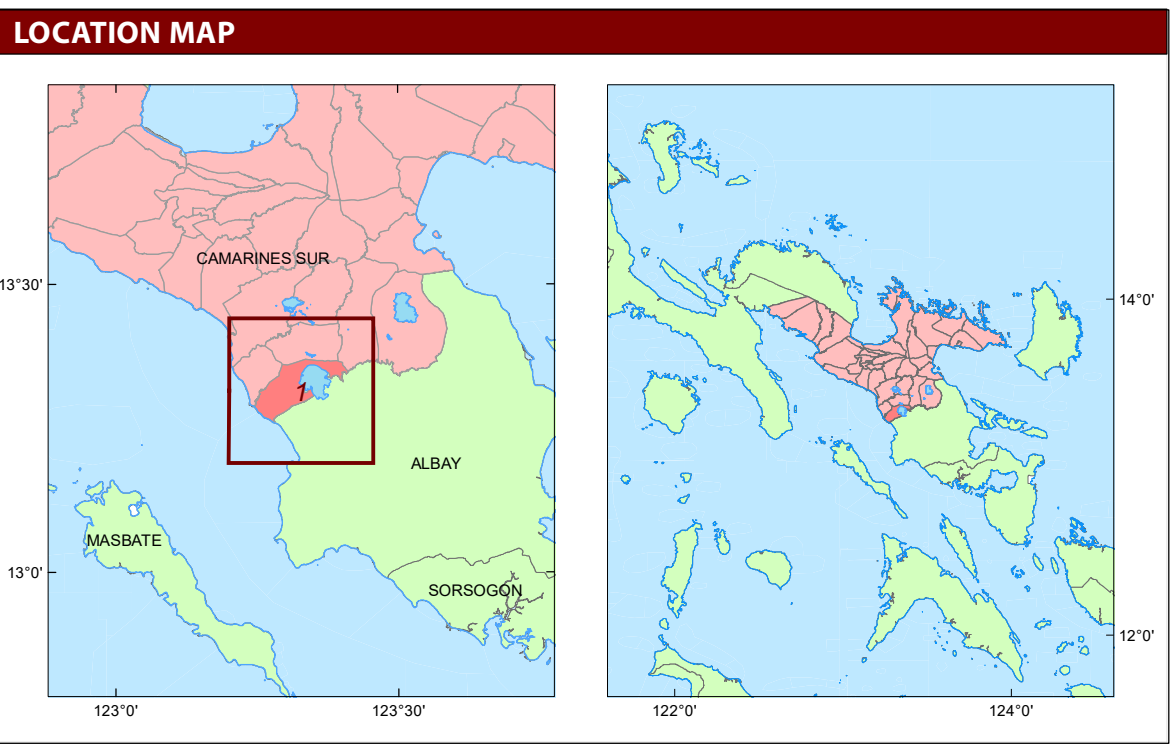 LOCATION MAP
CAMARINES SUR
13°30'
1
ALBAY
MASBATE
13°0'
SORSOGON
123°0'
123°30'
14°0'
12°0'
122°0'
124°0'